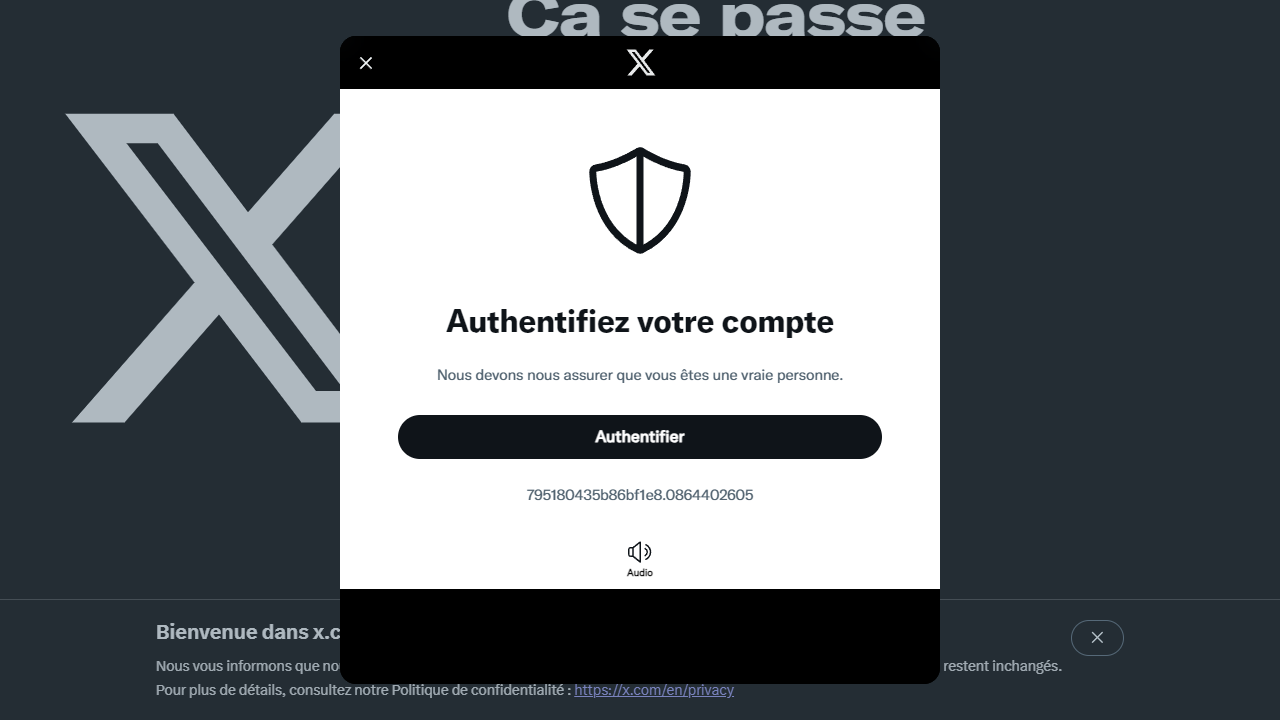 Ça se passe
Authentifiez votre compte
Nous devons nous assurer que vous êtes une vraie personne.
Authentifier
795180435b86bf1e8.0864402605
Audio
Bienvenue dans x.c
Nous vous informons que no restent inchangés.
Pour plus de détails, consultez notre Politique de confidentialité : https://x.com/en/privacy